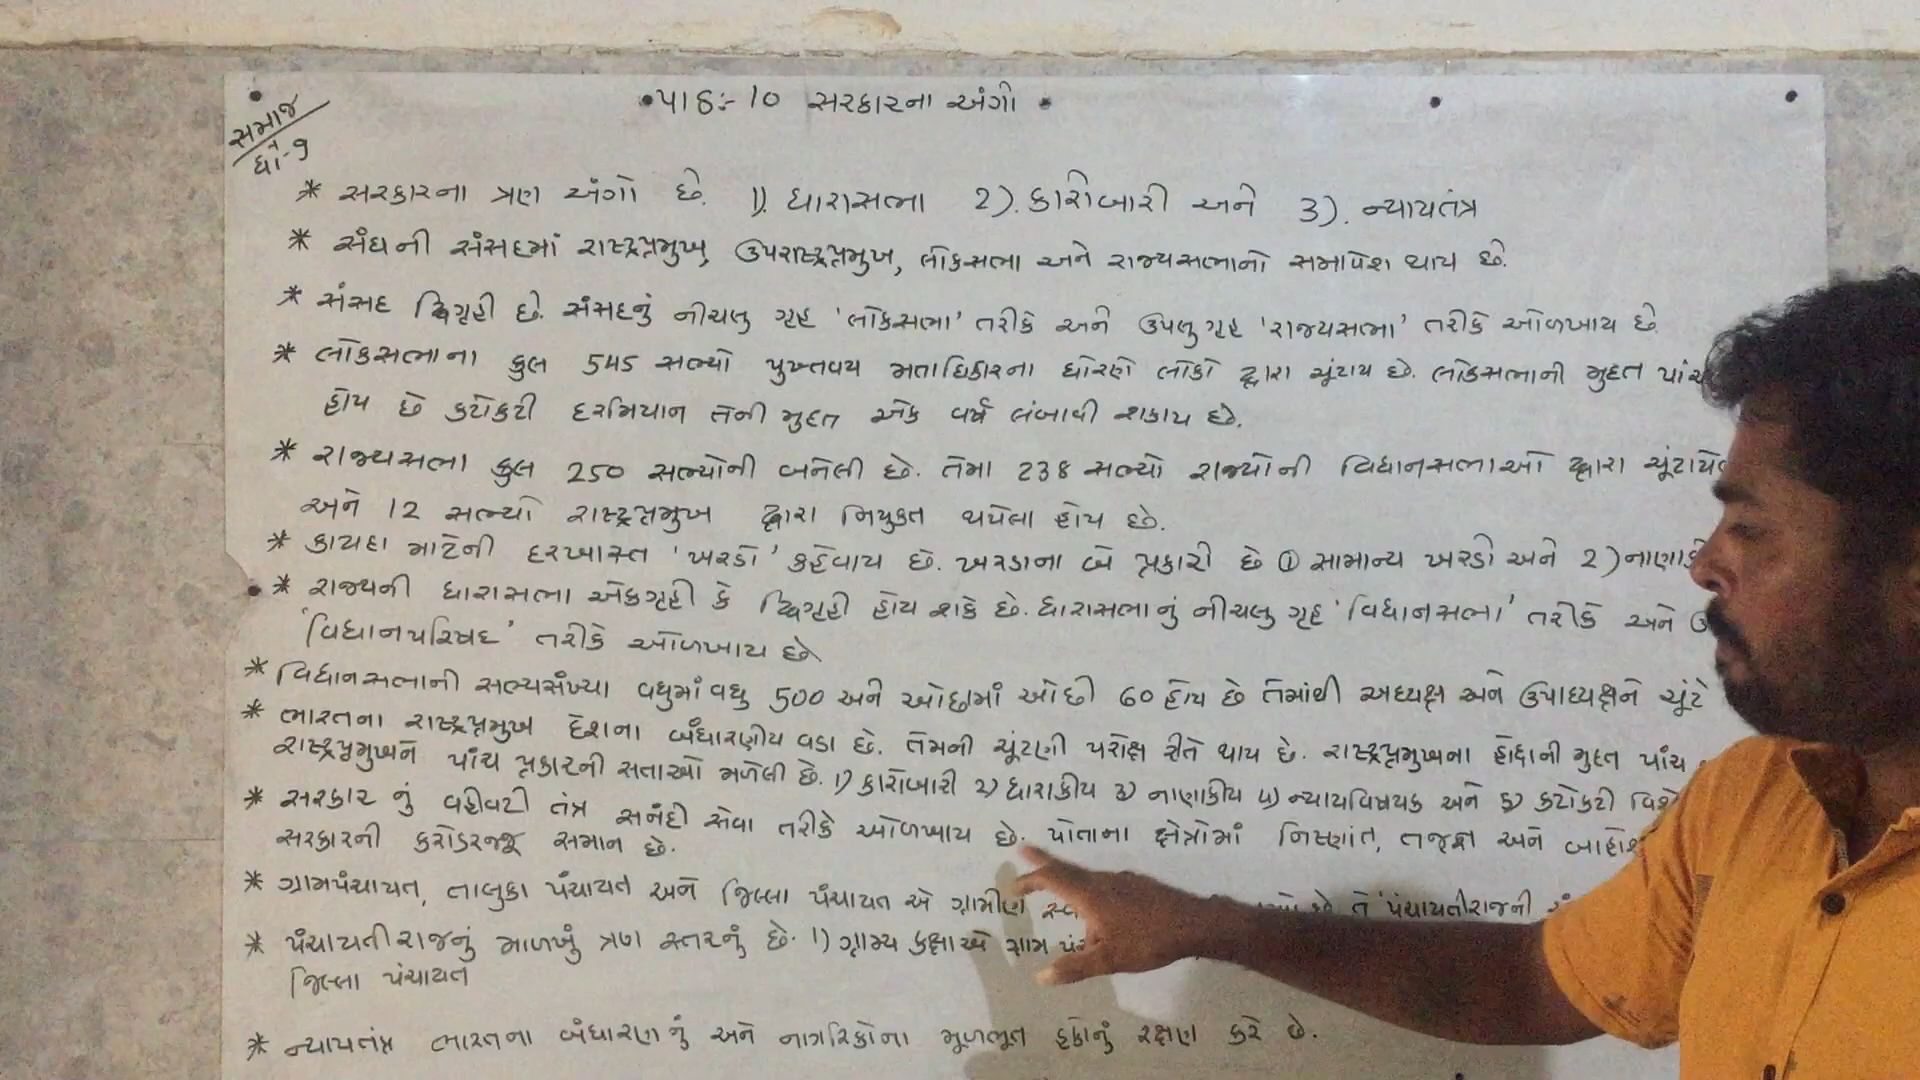 સમાજ
ધો-9
પાઠ:- 10 સરકારના અંગો
* સરકારના ત્રણ અંગો છે. 1). ધારાસભા 2). કારોબારી અને 3). ન્યાયતંત્ર
* સંઘની સંસદમાં રાષ્ટ્રપ્રમુખ, ઉપરાષ્ટ્રપ્રમુખ, લોકસભા અને રાજ્યસભાનો સમાવેશ થાય છે.
* સંસદ દ્વિગૃહી છે. સંસદનું નીચલુ ગૃહ 'લોકસભા' તરીકે અને ઉપલુ ગૃહ 'રાજ્યસભા' તરીકે ઓળખાય છે.
* લોકસભાના કુલ 545 સભ્યો પુખ્તવય મતાધિકારના ધોરણે લોકો દ્વારા ચૂંટાય છે. લોકસભાની મુદત પાંચ
હોય છે કટોકટી દરમિયાન તેની મુદત એક વર્ષ લંબાવી શકાય છે.
* રાજ્યસભા કુલ 250 સભ્યોની બનેલી છે. તેમા 238 સભ્યો રાજ્યોની વિધાનસભાઓ દ્વારા
અને 12 સભ્યો રાષ્ટ્રપ્રમુખ દ્વારા નિયુક્ત થયેલા હોય છે.
* કાયદા માટેની દરખાસ્ત 'ખરડો' કહેવાય છે. ખરડાના બે પ્રકારો છે ① સામાન્ય ખરડો અને 2)
* રાજ્યની ધારાસભા એકગૃહી કે દ્વિગૃહી હોય શકે છે. ધારાસભાનું નીચલુ ગૃહ 'વિધાનસભા' તરીકે અને
'વિધાનપરિષદ' તરીકે ઓળખાય છે
* વિધાનસભાની સભ્યસંખ્યા વધુમાં વધુ 500 અને ઓછામાં ઓછી 60 હોય છે તેમાંથી અધ્યક્ષ અને ઉપાધ્યક્ષને ચૂંટે
* ભારતના રાષ્ટ્રપ્રમુખ દેશના બંધારણીય વડા છે. તેમની ચૂંટણી પરોક્ષ રીતે થાય છે. રાષ્ટ્રપ્રમુખના હોદ્દાની મુદત પાંચ
રાષ્ટ્રપ્રમુખને પાંચ પ્રકારની સતાઓ મળેલી છે. 1) કારોબારી 2) ધારાકીય 3) નાણાકીય 4) ન્યાયવિષયક અને 5) કટોકટી
* સરકાર નું વહીવટી તંત્ર સનંદી સેવા તરીકે ઓળખાય છે. પોતાના ક્ષેત્રોમાં નિષ્ણાંત, તજજ્ઞ અને
સરકારની કરોડરજ્જૂ સમાન છે.
* ગ્રામપંચાયત, તાલુકા પંચાયત અને જિલ્લા પંચાયત એ ગ્રામીણ છે તે 'પંચાયતીરાજની
* પંચાયતીરાજનું માળખું ત્રણ સ્તરનું છે. 1) ગ્રામ્ય કક્ષાએ ગ્રામ
જિલ્લા પંચાયત
* ન્યાયતંત્ર ભારતના બંધારણ નું અને નાગરિકોના મૂળભૂત હકોનું રક્ષણ કરે છે.